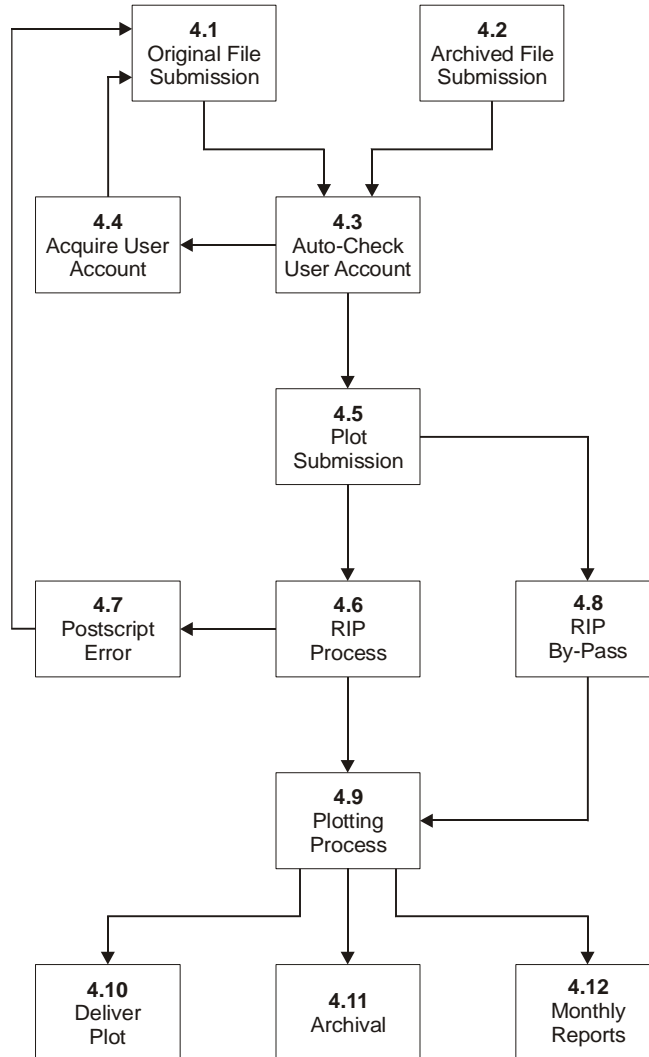 4.1
Original File
Submission
4.2
Archived File
Submission
4.4
Acquire User
Account
4.3
Auto-Check
User Account
4.5
Plot
Submission
4.7
Postscript
Error
4.6
RIP
Process
4.8
RIP
By-Pass
4.9
Plotting
Process
4.10
Deliver
Plot
4.11
Archival
4.12
Monthly
Reports